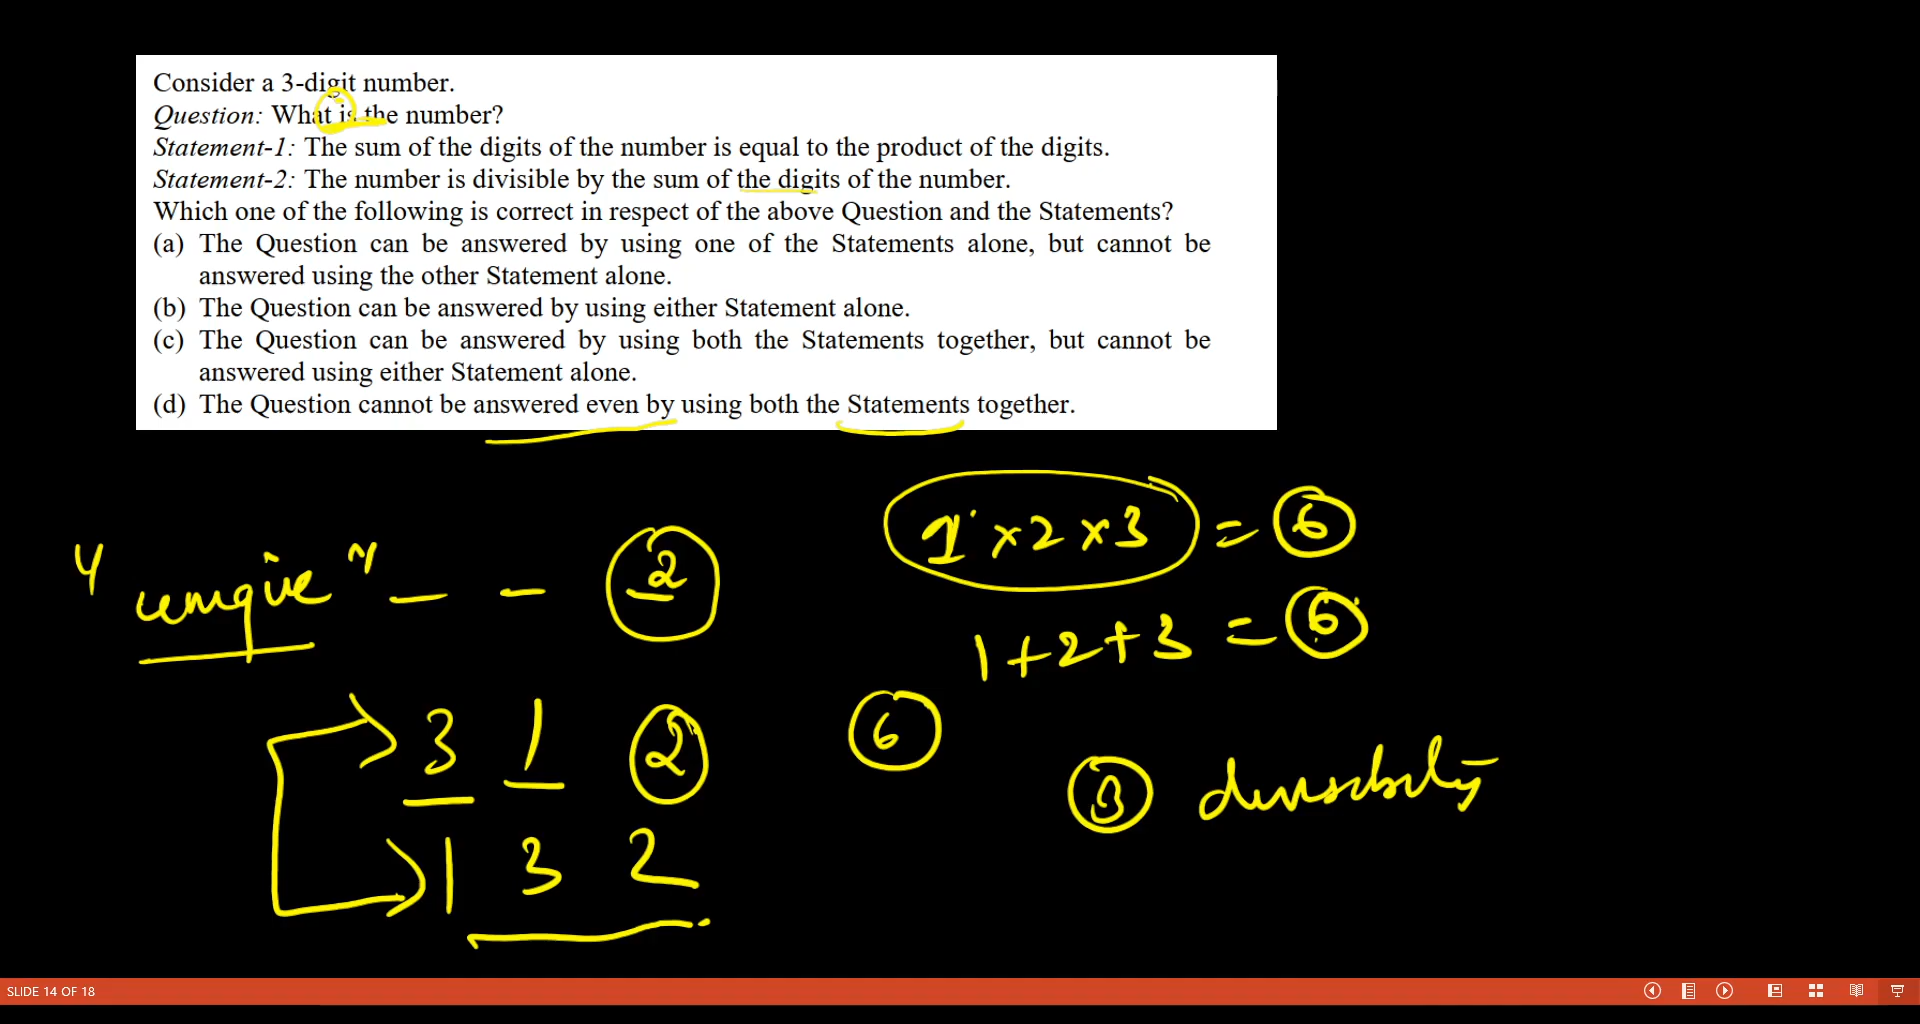 Consider a 3-digit number.
Question: What is the number?
Statement-1: The sum of the digits of the number is equal to the product of the digits.
Statement-2: The number is divisible by the sum of the digits of the number.
Which one of the following is correct in respect of the above Question and the Statements?
(a) The Question can be answered by using one of the Statements alone, but cannot be
answered using the other Statement alone.
(b) The Question can be answered by using either Statement alone.
(c) The Question can be answered by using both the Statements together, but cannot be
answered using either Statement alone.
(d) The Question cannot be answered even by using both the Statements together.
1 × 2 × 3 = 6
"unique" _ _ 2
1 + 2 + 3 = 6
3 1 2
6
3 divisibility
1 3 2
SLIDE 14 OF 18